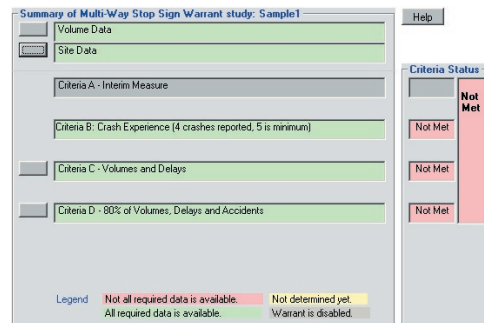 Summary of Multi-Way Stop Sign Warrant study: Sample1
Help
Volume Data
Site Data
Criteria Status
Criteria A - Interim Measure
Not
Met
Criteria B: Crash Experience (4 crashes reported, 5 is minimum)
Not Met
Criteria C - Volumes and Delays
Not Met
Criteria D - 80% of Volumes, Delays and Accidents
Not Met
Legend
Not all required data is available.
Not determined yet.
All required data is available.
Warrant is disabled.